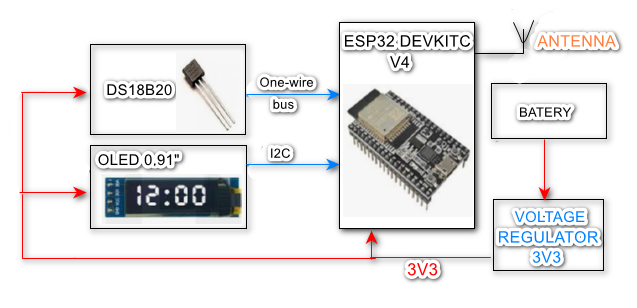 ESP32 DEVKITC
V4
ANTENNA
DS18B20
One-wire
bus
BATERY
OLED 0,91"
I2C
12:00
VOLTAGE
REGULATOR
3V3
3V3